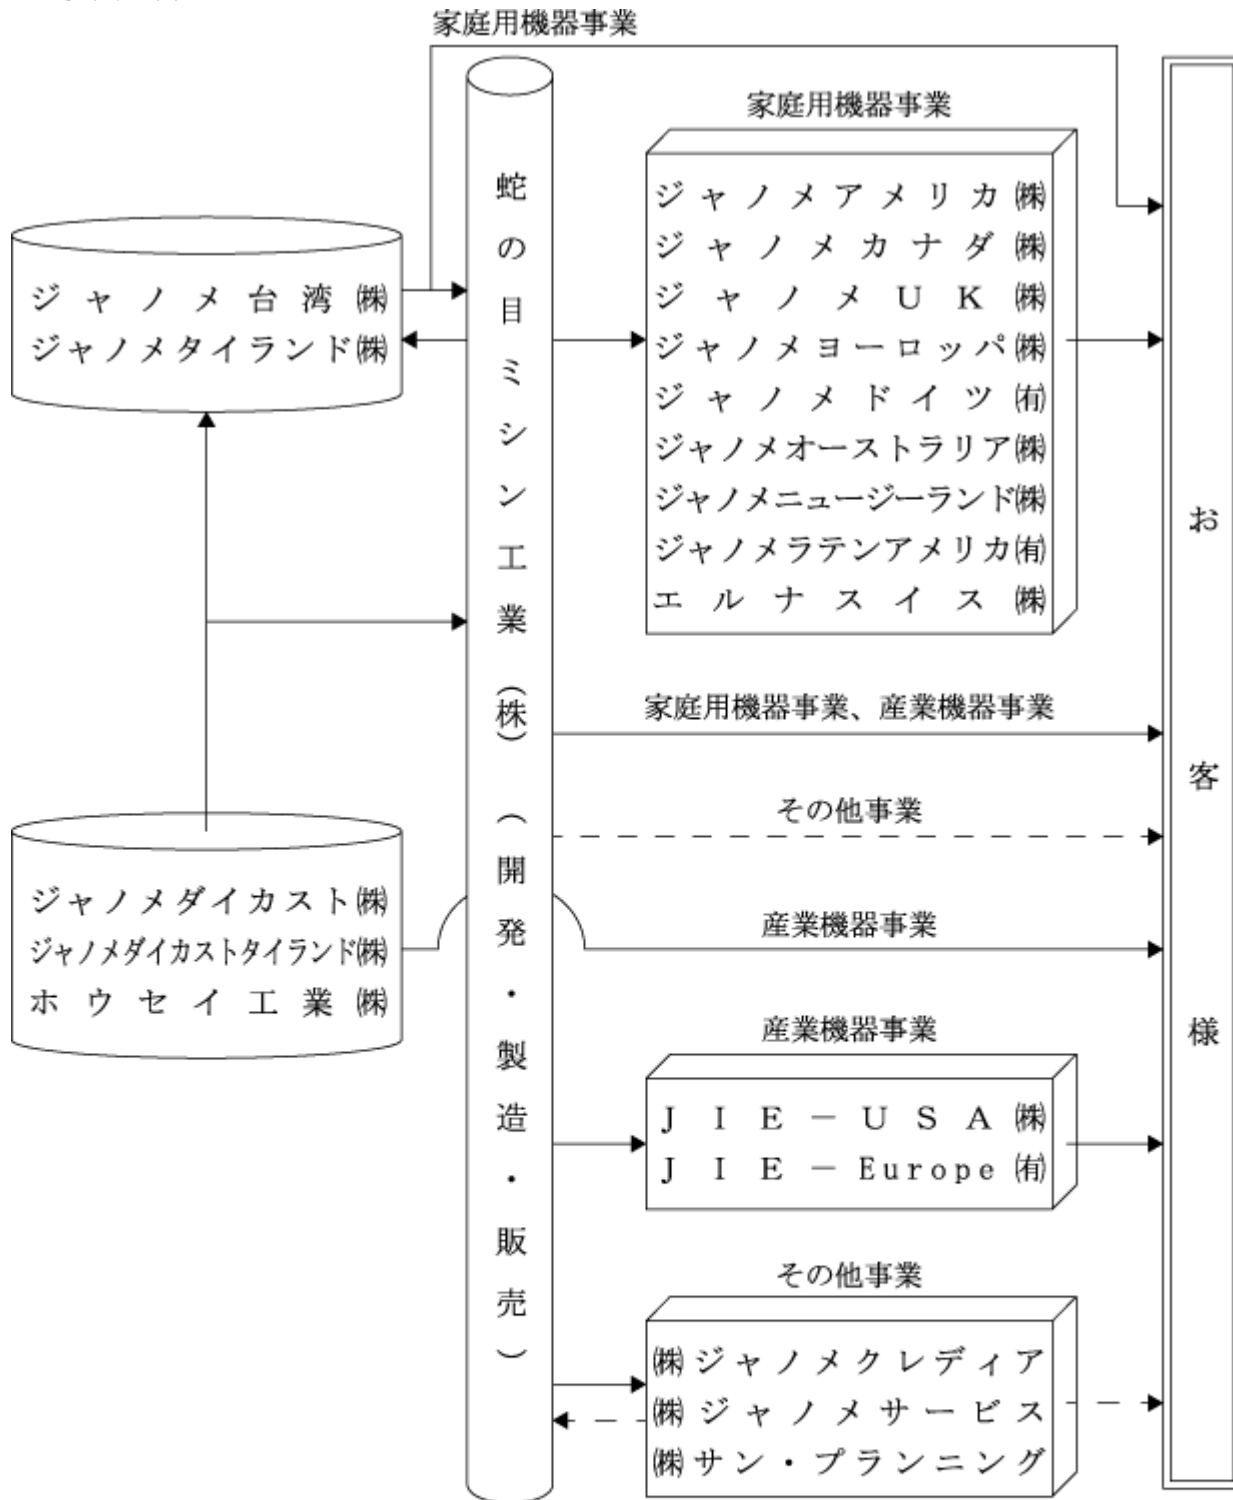 家庭用機器事業
蛇の目ミシン工業(株)(開発・製造・販売)
ジャノメ台湾㈱
ジャノメタイランド㈱
ジャノメダイカスト㈱
ジャノメダイカストタイランド㈱
ホウセイ工業㈱
家庭用機器事業
ジャノメアメリカ㈱
ジャノメカナダ㈱
ジャノメUK㈱
ジャノメヨーロッパ㈱
ジャノメドイツ㈲
ジャノメオーストラリア㈱
ジャノメニュージーランド㈱
ジャノメラテンアメリカ㈲
エルナスイス㈱
家庭用機器事業、産業機器事業
その他事業
産業機器事業
産業機器事業
JIE-USA㈱
JIE-Europe㈲
その他事業
㈱ジャノメクレディア
㈱ジャノメサービス
㈱サン・プランニング
お客様